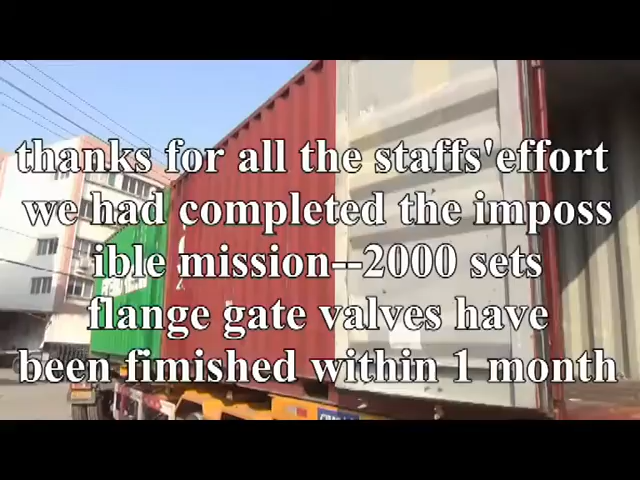 thanks for all the staffs'effort
we had completed the imposs
ible mission--2000 sets
flange gate valves have
been fimished within 1 month